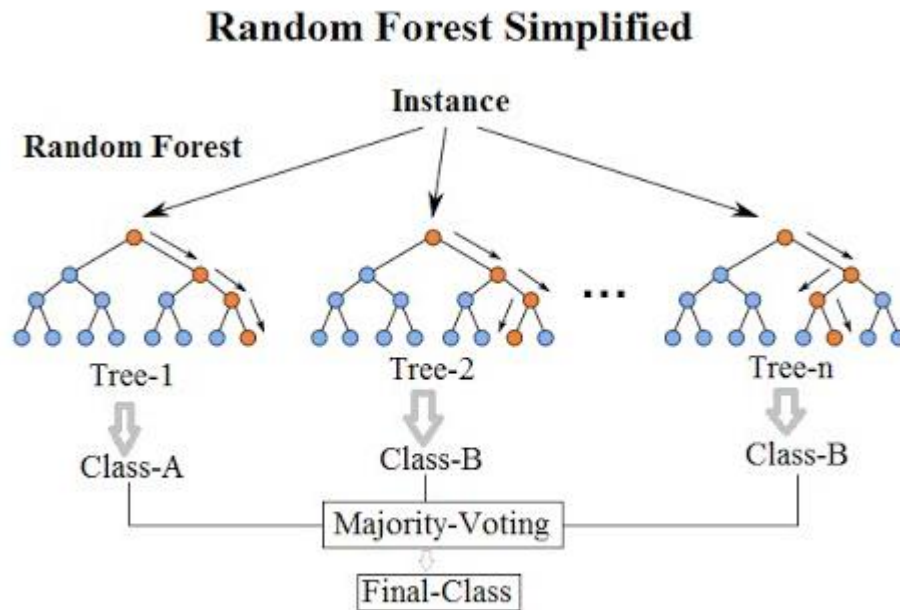 Random Forest Simplified
Instance
Random Forest
...
Tree-1
Tree-2
Tree-n
Class-A
Class-B
Class-B
Majority-Voting
Final-Class